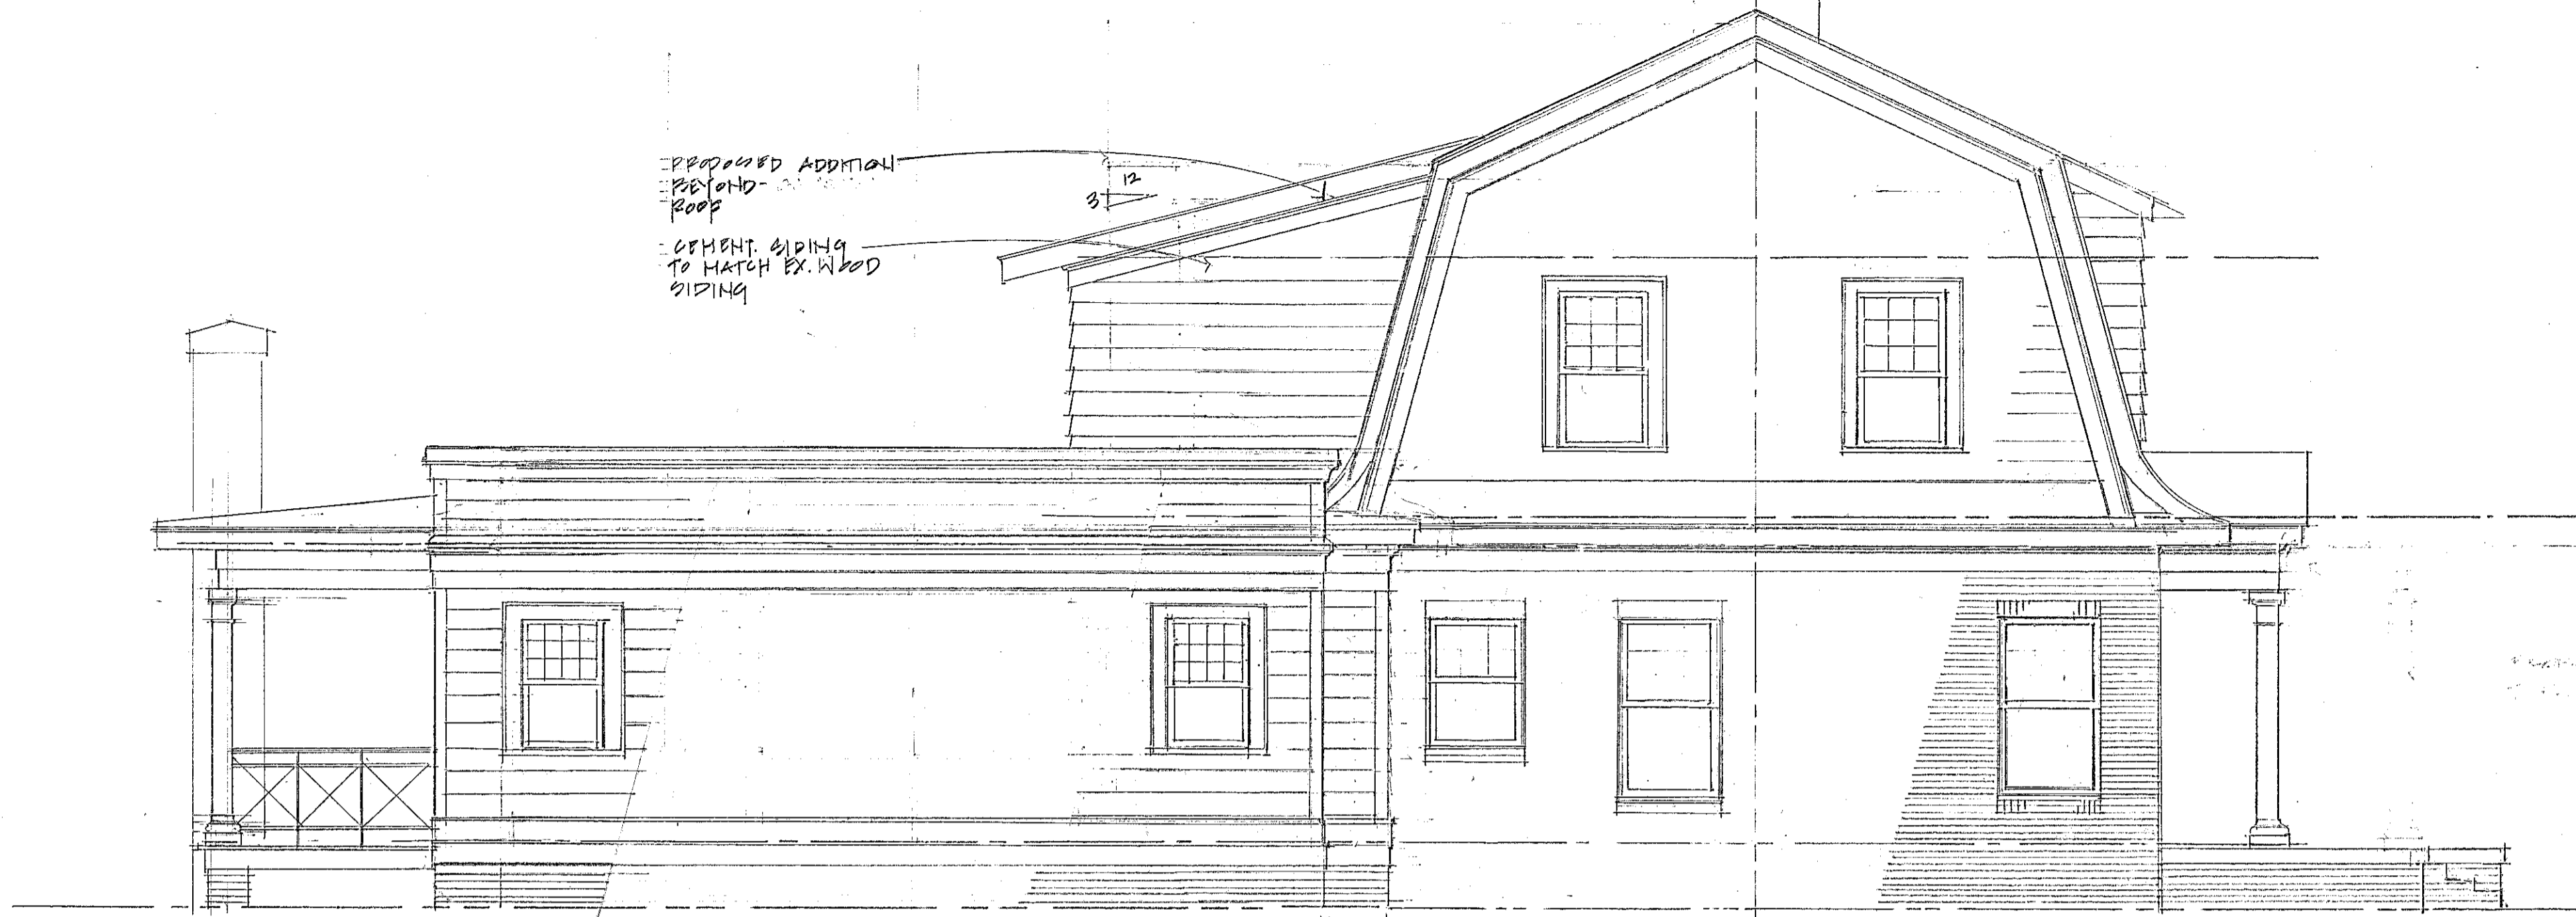 PROPOSED ADDITION
BEYOND-
ROOF
12
3
CEMENT. SIDING
TO MATCH EX. WOOD
SIDING